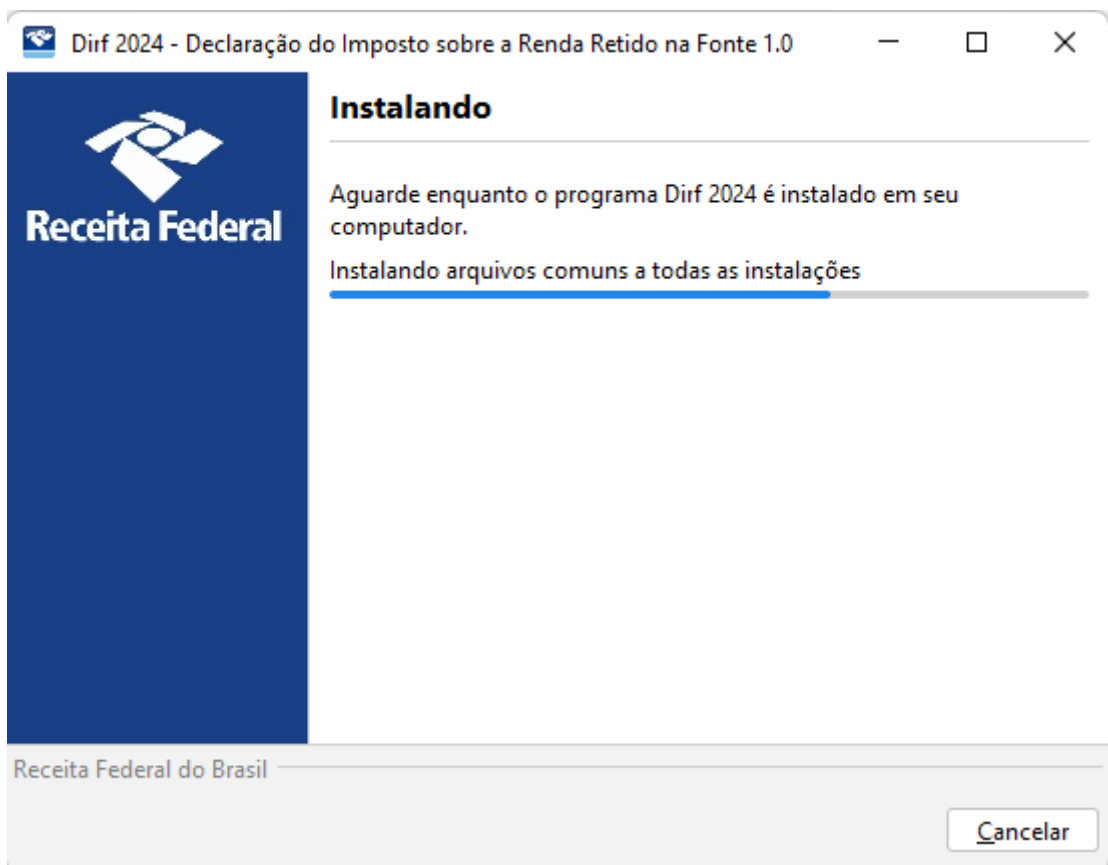 Dirf 2024 - Declaração do Imposto sobre a Renda Retido na Fonte 1.0
Receita Federal
Instalando
Aguarde enquanto o programa Dirf 2024 é instalado em seu
computador.
Instalando arquivos comuns a todas as instalações
Receita Federal do Brasil
Cancelar